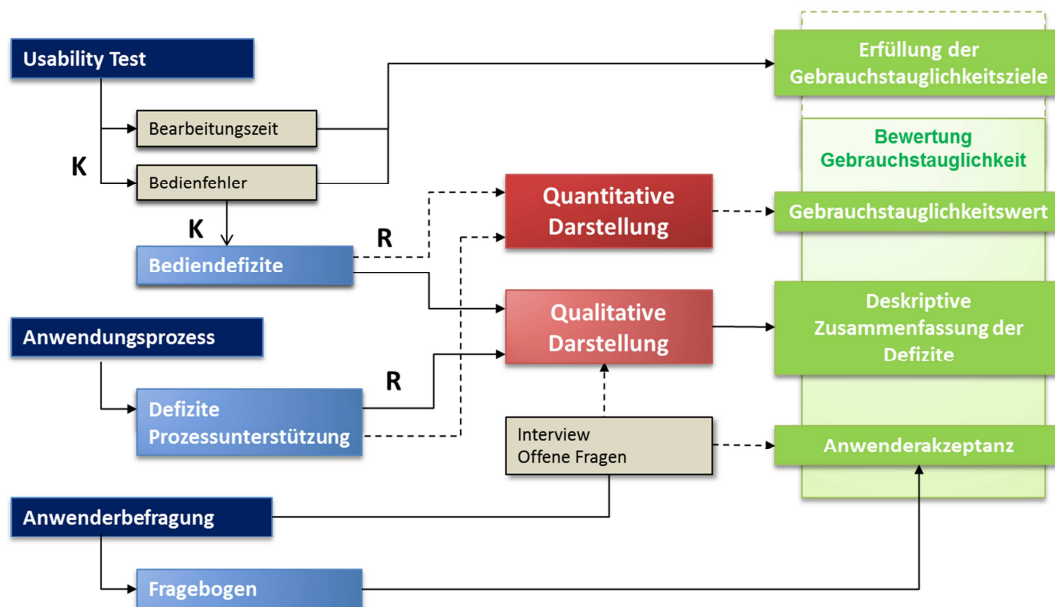 Usability Test
Erfüllung der
Gebrauchstauglichkeitsziele
Bearbeitungszeit
K
Bedienfehler
Bewertung
Gebrauchstauglichkeit
Quantitative
Darstellung
Gebrauchstauglichkeitswert
K
R
Bediendefizite
Qualitative
Darstellung
Deskriptive
Zusammenfassung der
Defizite
Anwendungsprozess
R
Defizite
Prozessunterstützung
Interview
Offene Fragen
Anwenderakzeptanz
Anwenderbefragung
Fragebogen